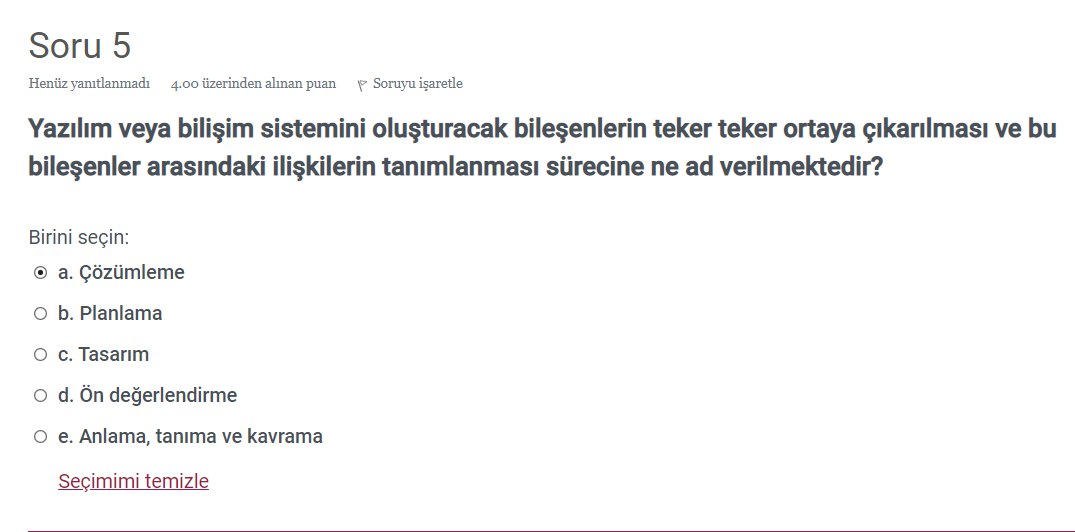 Soru 5
Henüz yanıtlanmadı 4.00 üzerinden alınan puan Soruyu işaretle
Yazılım veya bilişim sistemini oluşturacak bileşenlerin teker teker ortaya çıkarılması ve bu
bileşenler arasındaki ilişkilerin tanımlanması sürecine ne ad verilmektedir?
Birini seçin:
a. Çözümleme
b. Planlama
c. Tasarım
d. Ön değerlendirme
e. Anlama, tanıma ve kavrama
Seçimimi temizle